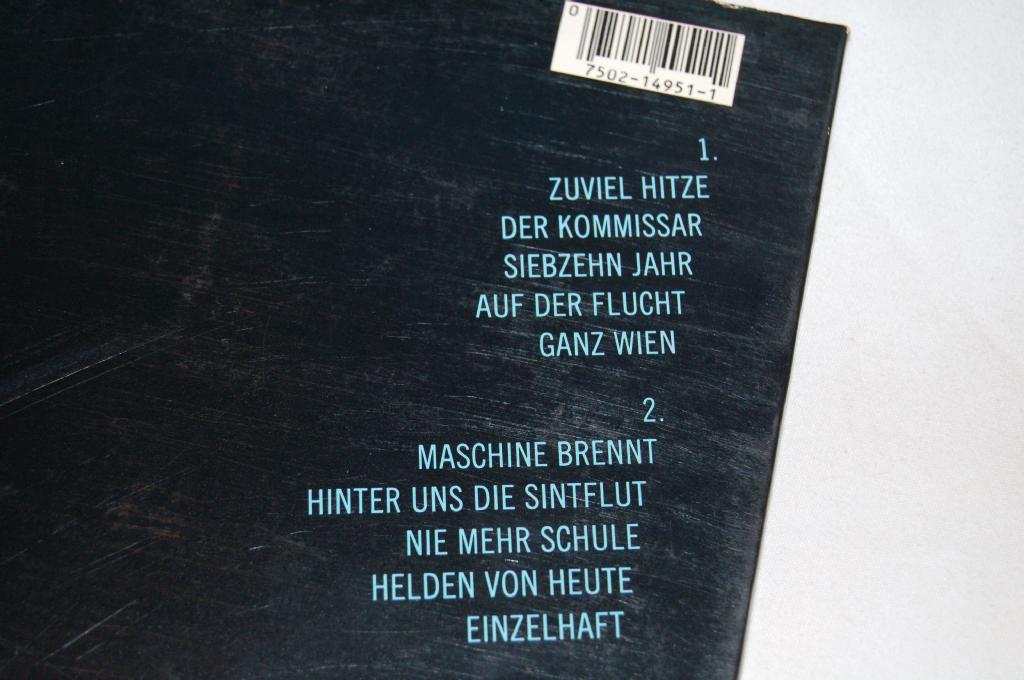 0
7502-14951-1
1.
ZUVIEL HITZE
DER KOMMISSAR
SIEBZEHN JAHR
AUF DER FLUCHT
GANZ WIEN
2.
MASCHINE BRENNT
HINTER UNS DIE SINTFLUT
NIE MEHR SCHULE
HELDEN VON HEUTE
EINZELHAFT